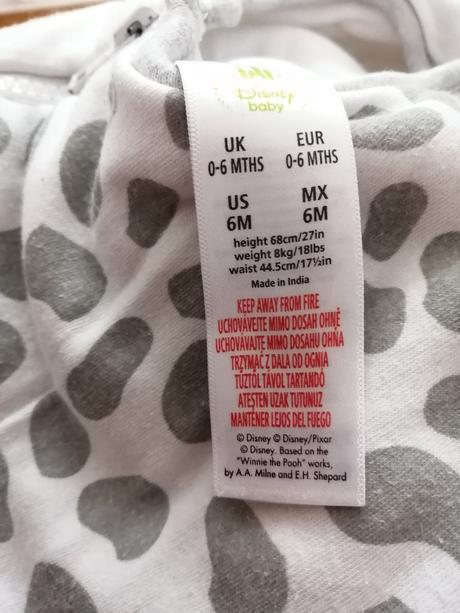 Disney
baby
UK EUR
0-6 MTHS 0-6 MTHS
US MX
6M 6M
height 68cm/27in
weight 8kg/18lbs
waist 44.5cm/17½in
Made in India
KEEP AWAY FROM FIRE
UCHOVÁVEJTE MIMO DOSAH OHNĚ
UCHOVÁVAJTE MIMO DOSAHU OHŇA
TRZYMAĆ Z DALA OD OGNIA
TŰZTŐL TÁVOL TARTANDÓ
ATEŞTEN UZAK TUTUNUZ
MANTENER LEJOS DEL FUEGO
© Disney © Disney/Pixar
© Disney. Based on the
"Winnie the Pooh" works,
by A.A. Milne and E.H. Shepard